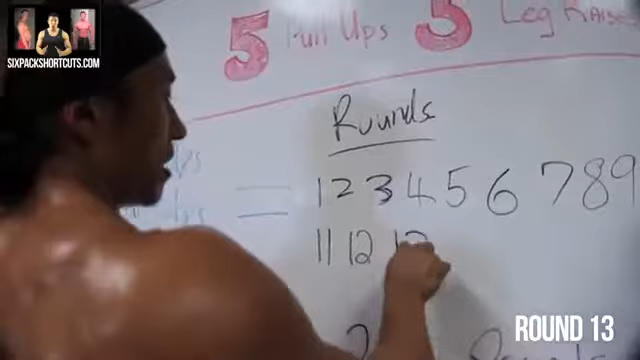 5 Pull Ups 5 Leg Raise
SIXPACKSHORTCUTS.COM
Rounds
1 2 3 4 5 6 7 8 9
11 12 13
ROUND 13